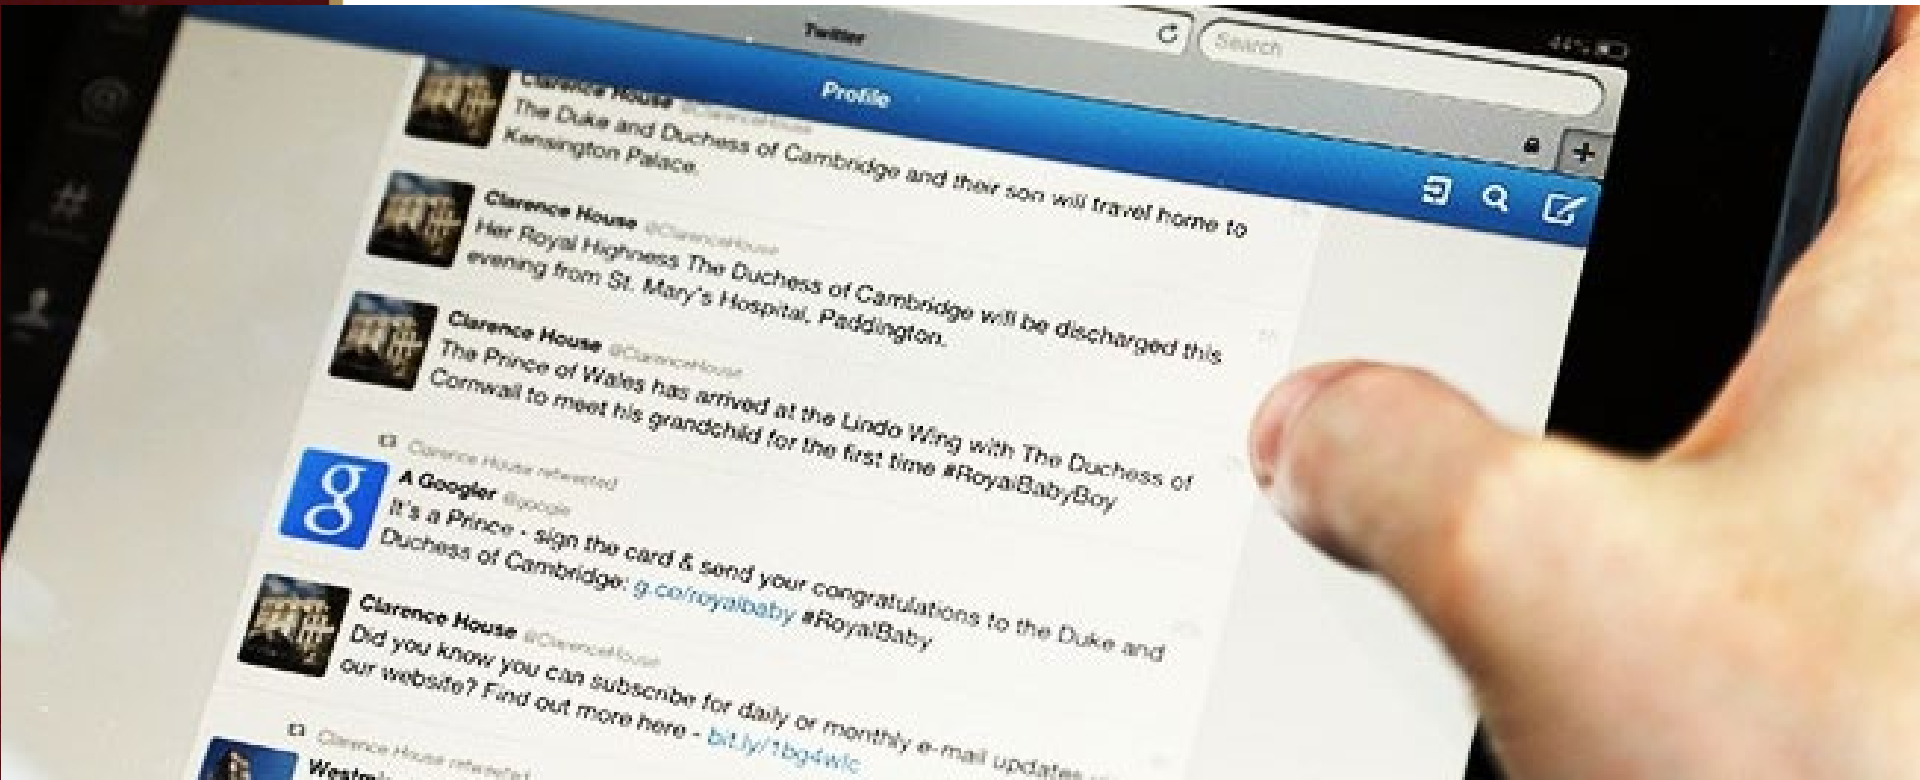 Twitter
Search
44%
Profile
Clarence House @ClarenceHouse
The Duke and Duchess of Cambridge and their son will travel home to
Kensington Palace.
Clarence House @ClarenceHouse
Her Royal Highness The Duchess of Cambridge will be discharged this
evening from St. Mary's Hospital, Paddington.
Clarence House @ClarenceHouse
The Prince of Wales has arrived at the Lindo Wing with The Duchess of
Cornwall to meet his grandchild for the first time #RoyalBabyBoy
Clarence House retweeted
A Googler @google
It's a Prince - sign the card & send your congratulations to the Duke and
Duchess of Cambridge: g.co/royalbaby #RoyalBaby
Clarence House @ClarenceHouse
Did you know you can subscribe for daily or monthly e-mail updates
our website? Find out more here - bit.ly/1bg4wlc
Clarence House retweeted